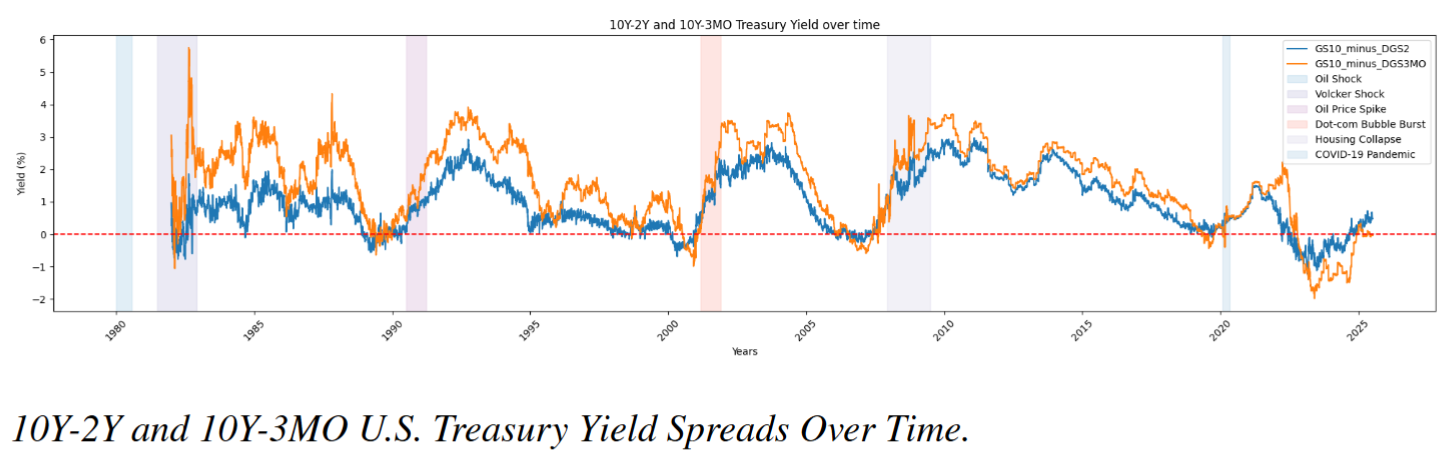 10Y-2Y and 10Y-3MO Treasury Yield over time
6
5
4
3
2
1
0
−1
−2
Yield (%)
GS10_minus_DGS2
GS10_minus_DGS3MO
Oil Shock
Volcker Shock
Oil Price Spike
Dot-com Bubble Burst
Housing Collapse
COVID-19 Pandemic
1980
1985
1990
1995
2000
2005
2010
2015
2020
2025
Years
10Y-2Y and 10Y-3MO U.S. Treasury Yield Spreads Over Time.